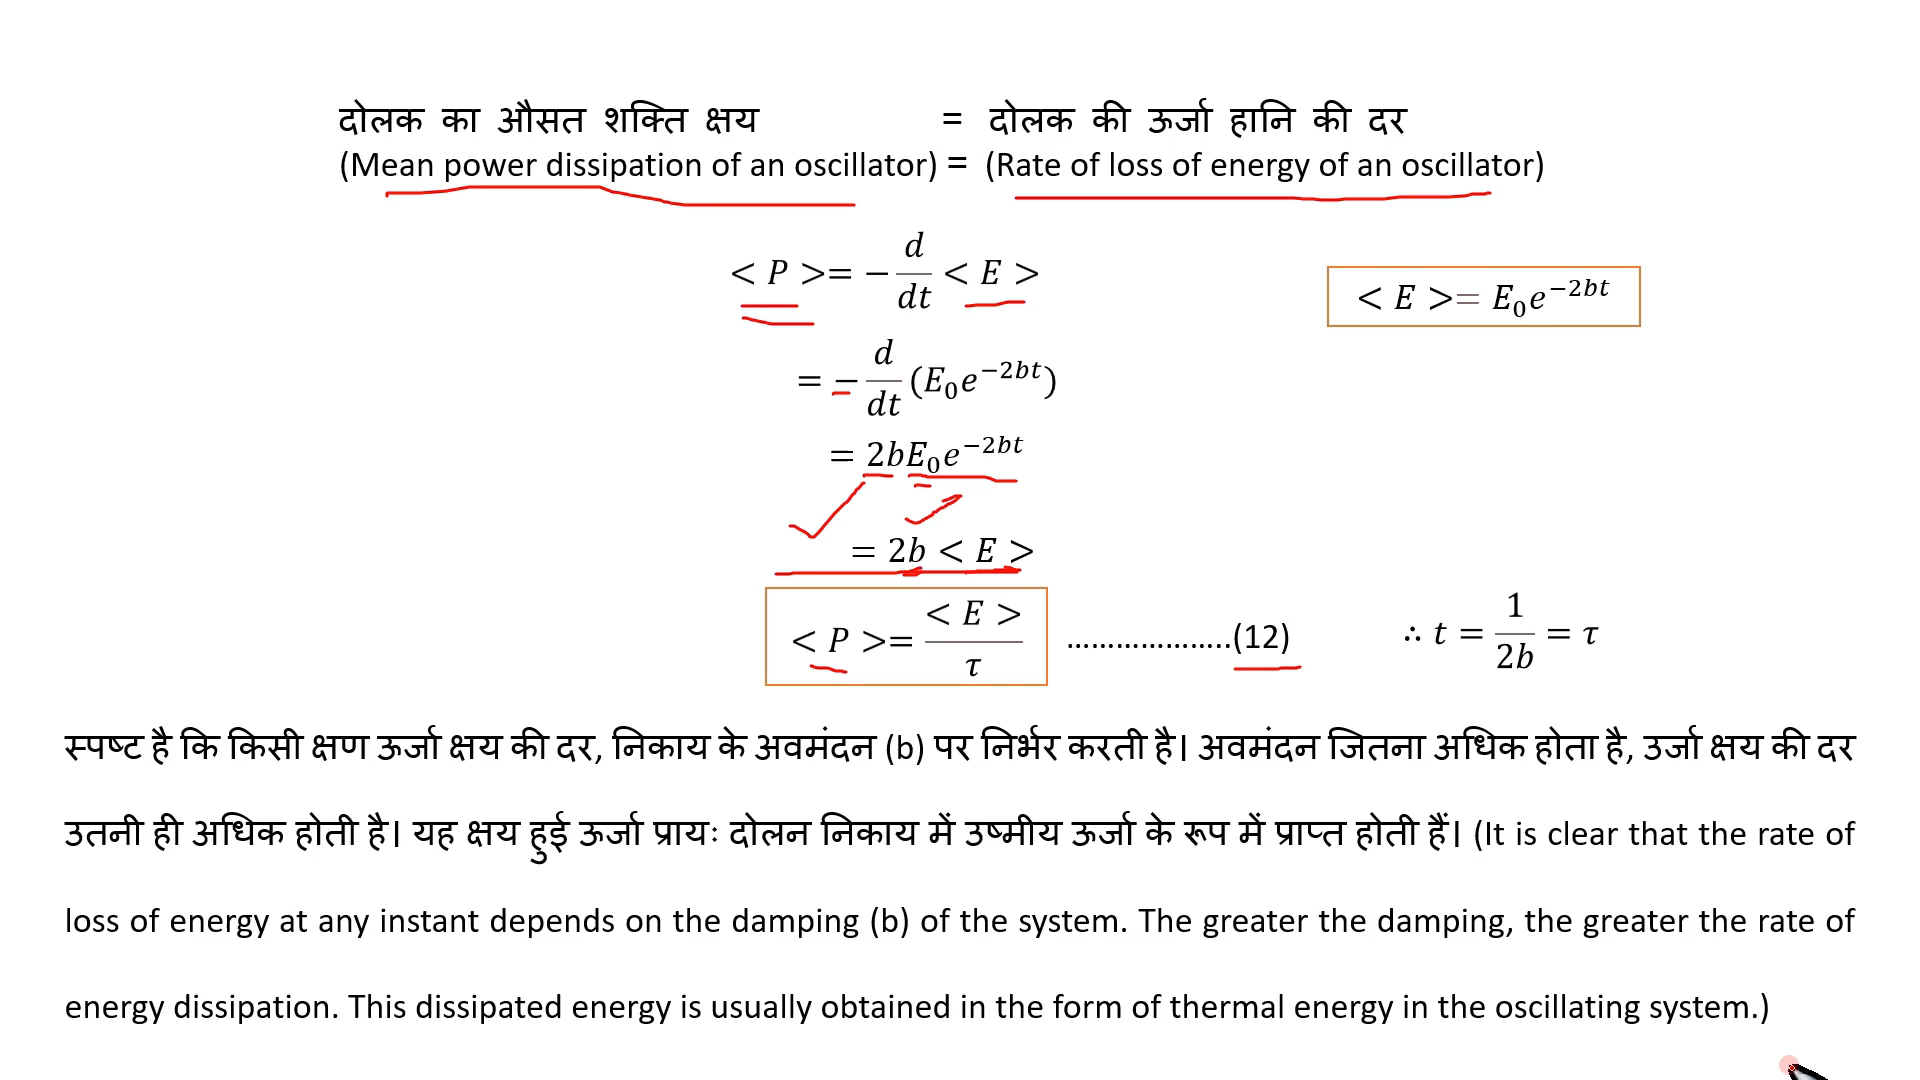 दोलक का औसत शक्ति क्षय = दोलक की ऊर्जा हानि की दर
(Mean power dissipation of an oscillator) = (Rate of loss of energy of an oscillator)
< P >= − d/dt < E >
< E >= E₀e^{−2bt}
= − d/dt (E₀e^{−2bt})
= 2bE₀e^{−2bt}
= 2b < E >
< P >= < E >/τ ....................(12) ∴ t = 1/2b = τ
स्पष्ट है कि किसी क्षण ऊर्जा क्षय की दर, निकाय के अवमंदन (b) पर निर्भर करती है। अवमंदन जितना अधिक होता है, उर्जा क्षय की दर
उतनी ही अधिक होती है। यह क्षय हुई ऊर्जा प्रायः दोलन निकाय में उष्मीय ऊर्जा के रूप में प्राप्त होती हैं। (It is clear that the rate of
loss of energy at any instant depends on the damping (b) of the system. The greater the damping, the greater the rate of
energy dissipation. This dissipated energy is usually obtained in the form of thermal energy in the oscillating system.)